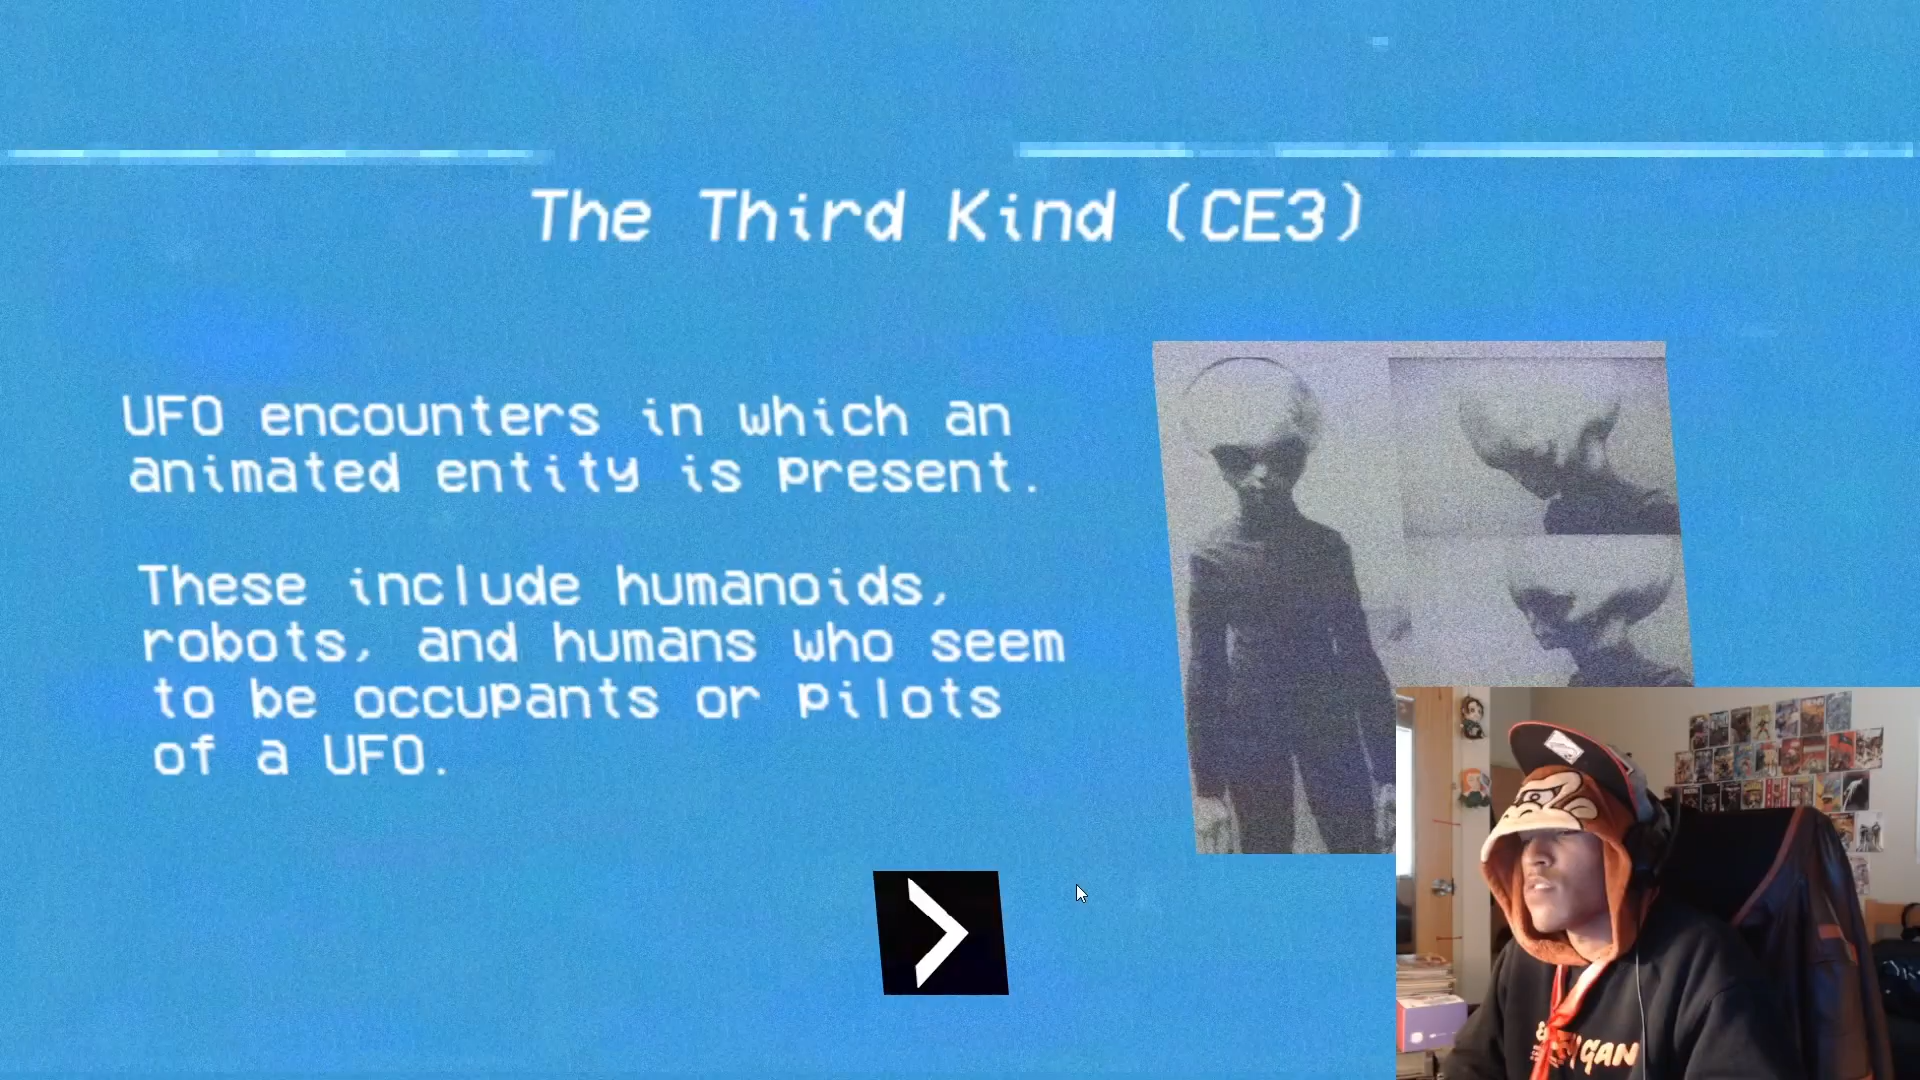 The Third Kind (CE3)
UFO encounters in which an
animated entity is present.
These include humanoids,
robots, and humans who seem
to be occupants or pilots
of a UFO.